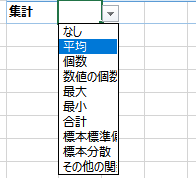 集計
なし
平均
個数
数値の個数
最大
最小
合計
標本標準偏
標本分散
その他の関